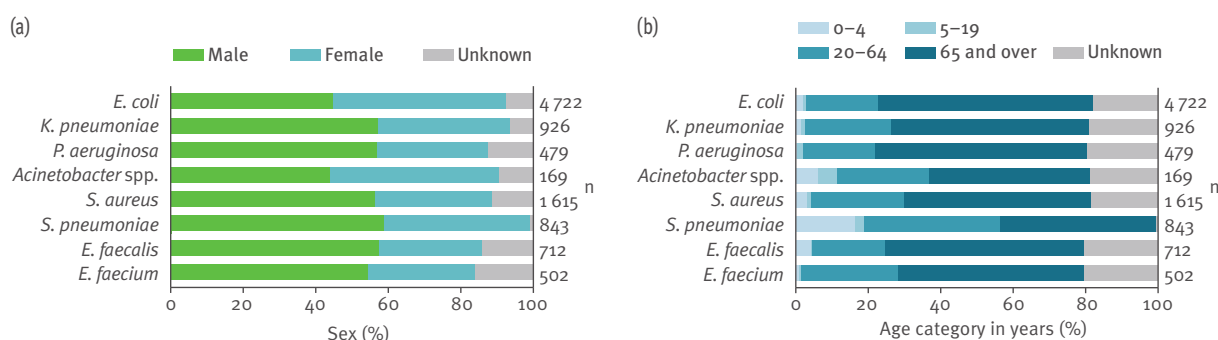 (a)
Male Female Unknown
E. coli 4 722
K. pneumoniae 926
P. aeruginosa 479
Acinetobacter spp. 169
n
S. aureus 1 615
S. pneumoniae 843
E. faecalis 712
E. faecium 502
0 20 40 60 80 100
Sex (%)
(b)
0–4 5–19
20–64 65 and over Unknown
E. coli 4 722
K. pneumoniae 926
P. aeruginosa 479
Acinetobacter spp. 169
n
S. aureus 1 615
S. pneumoniae 843
E. faecalis 712
E. faecium 502
0 20 40 60 80 100
Age category in years (%)